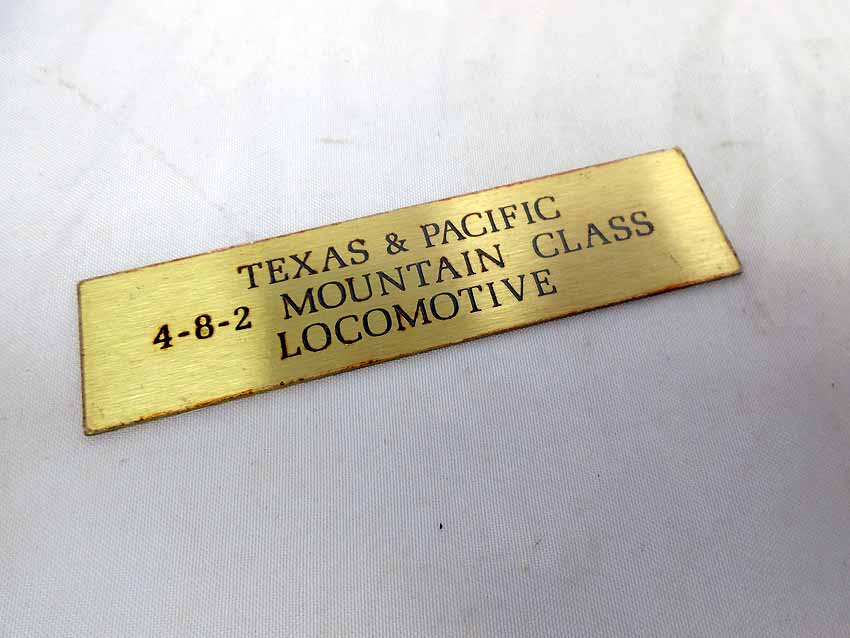 TEXAS & PACIFIC
4-8-2 MOUNTAIN CLASS
LOCOMOTIVE